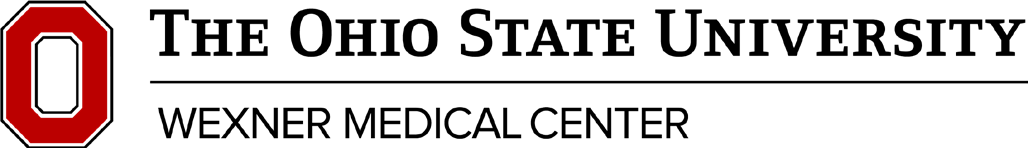 THE OHIO STATE UNIVERSITY
WEXNER MEDICAL CENTER